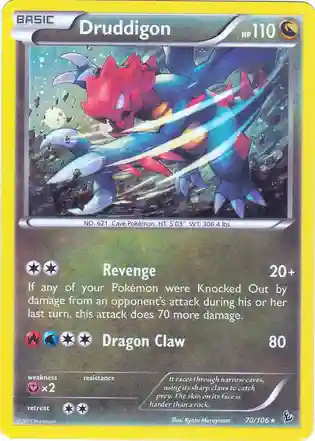 BASIC
Druddigon
HP 110
NO. 621 Cave Pokémon HT: 5'03" WT: 306.4 lbs
Revenge 20+
If any of your Pokémon were Knocked Out by
damage from an opponent's attack during his or her
last turn, this attack does 70 more damage.
Dragon Claw 80
weakness
resistance
×2
retreat
It races through narrow caves,
using its sharp claws to catch
prey. The skin on its face is
harder than a rock.
Illus. Kyoko Morumoyama
70/106 ★